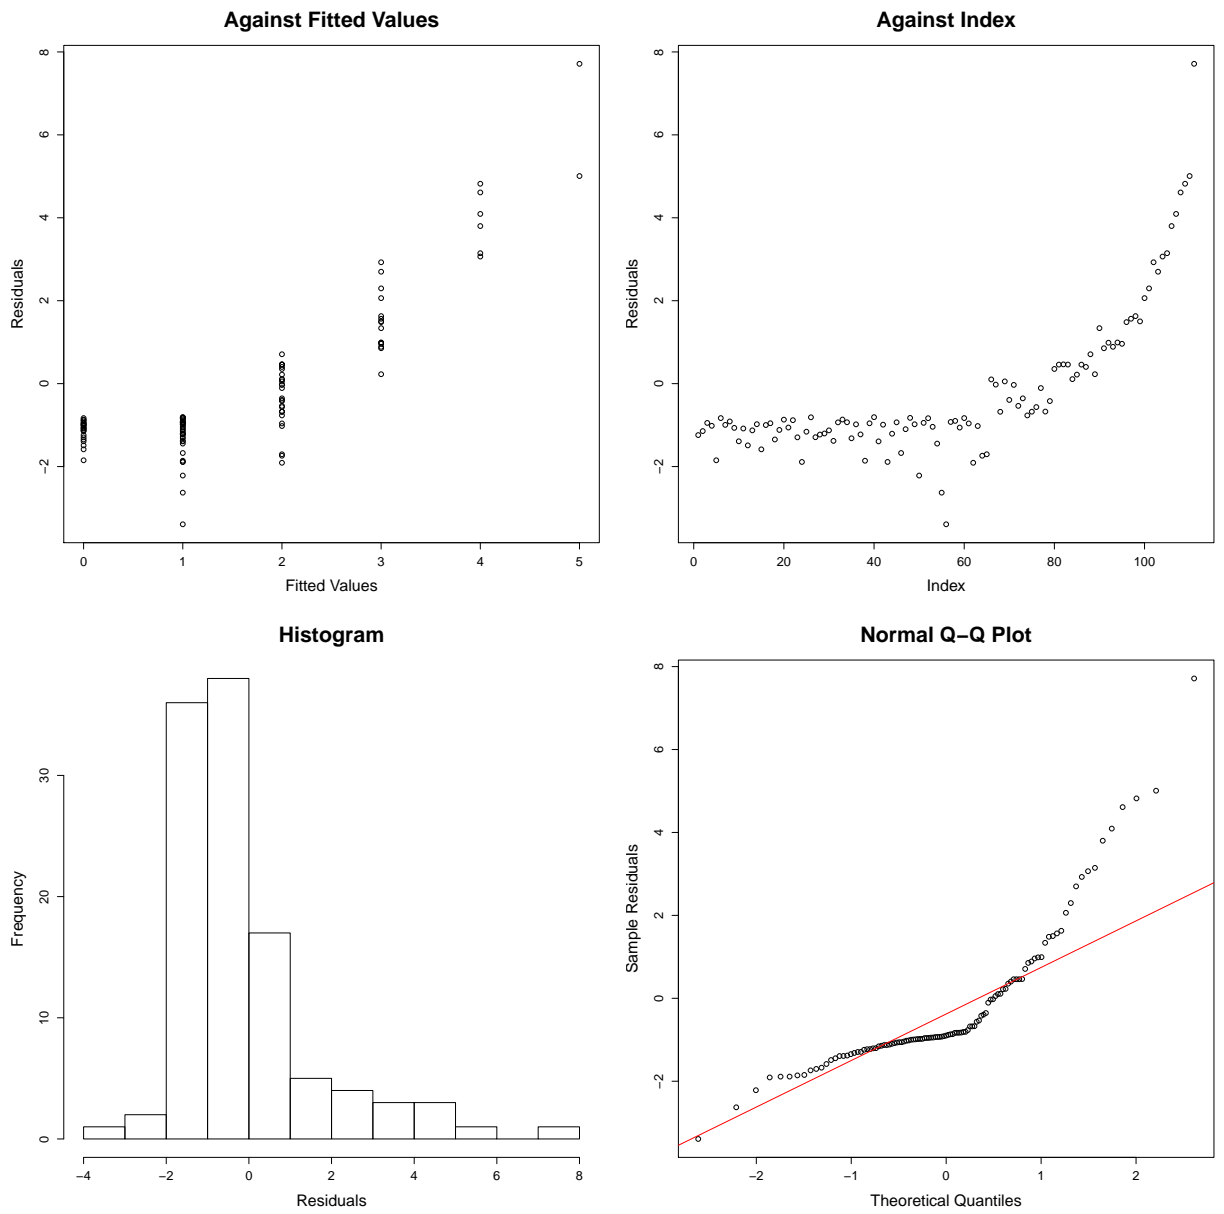 Against Fitted Values
Residuals
8
6
4
2
0
−2
0 1 2 3 4 5
Fitted Values
Against Index
Residuals
8
6
4
2
0
−2
0 20 40 60 80 100
Index
Histogram
Frequency
30
20
10
0
−4 −2 0 2 4 6 8
Residuals
Normal Q−Q Plot
Sample Residuals
8
6
4
2
0
−2
−2 −1 0 1 2
Theoretical Quantiles